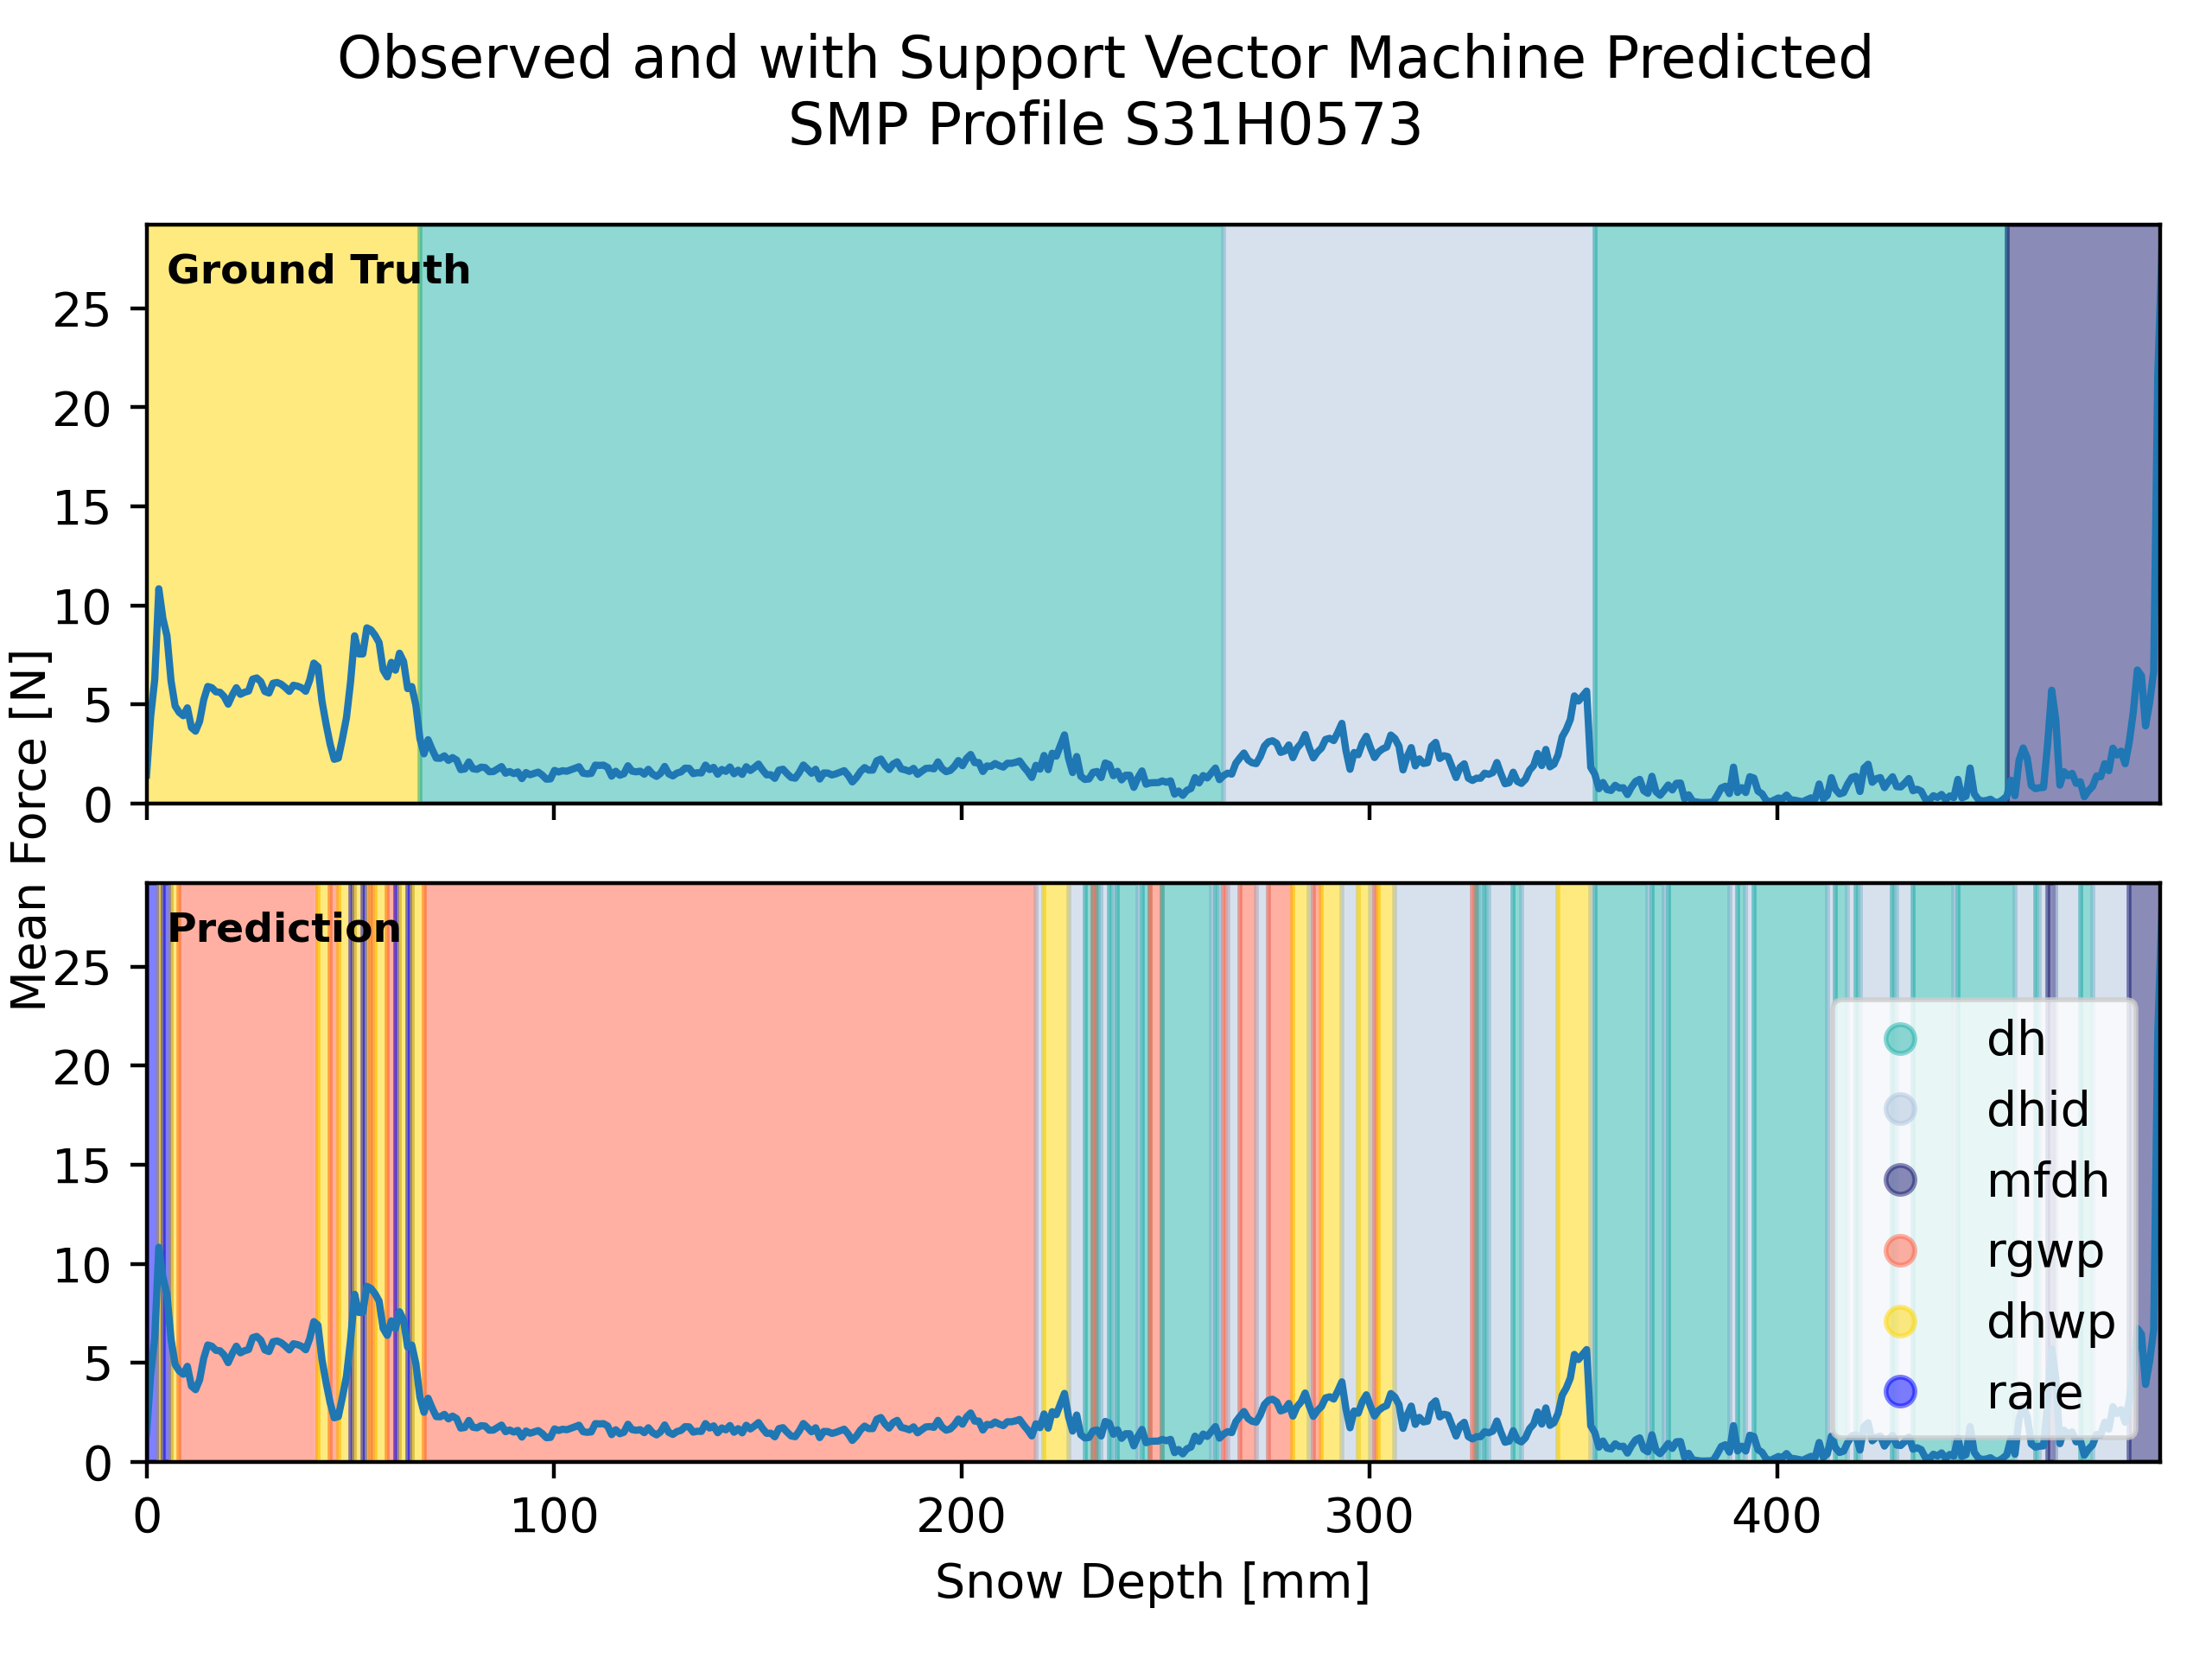 Observed and with Support Vector Machine Predicted
SMP Profile S31H0573
Mean Force [N]
Ground Truth
25
20
15
10
5
0
Prediction
25
20
15
10
5
0
dh
dhid
mfdh
rgwp
dhwp
rare
0 100 200 300 400
Snow Depth [mm]